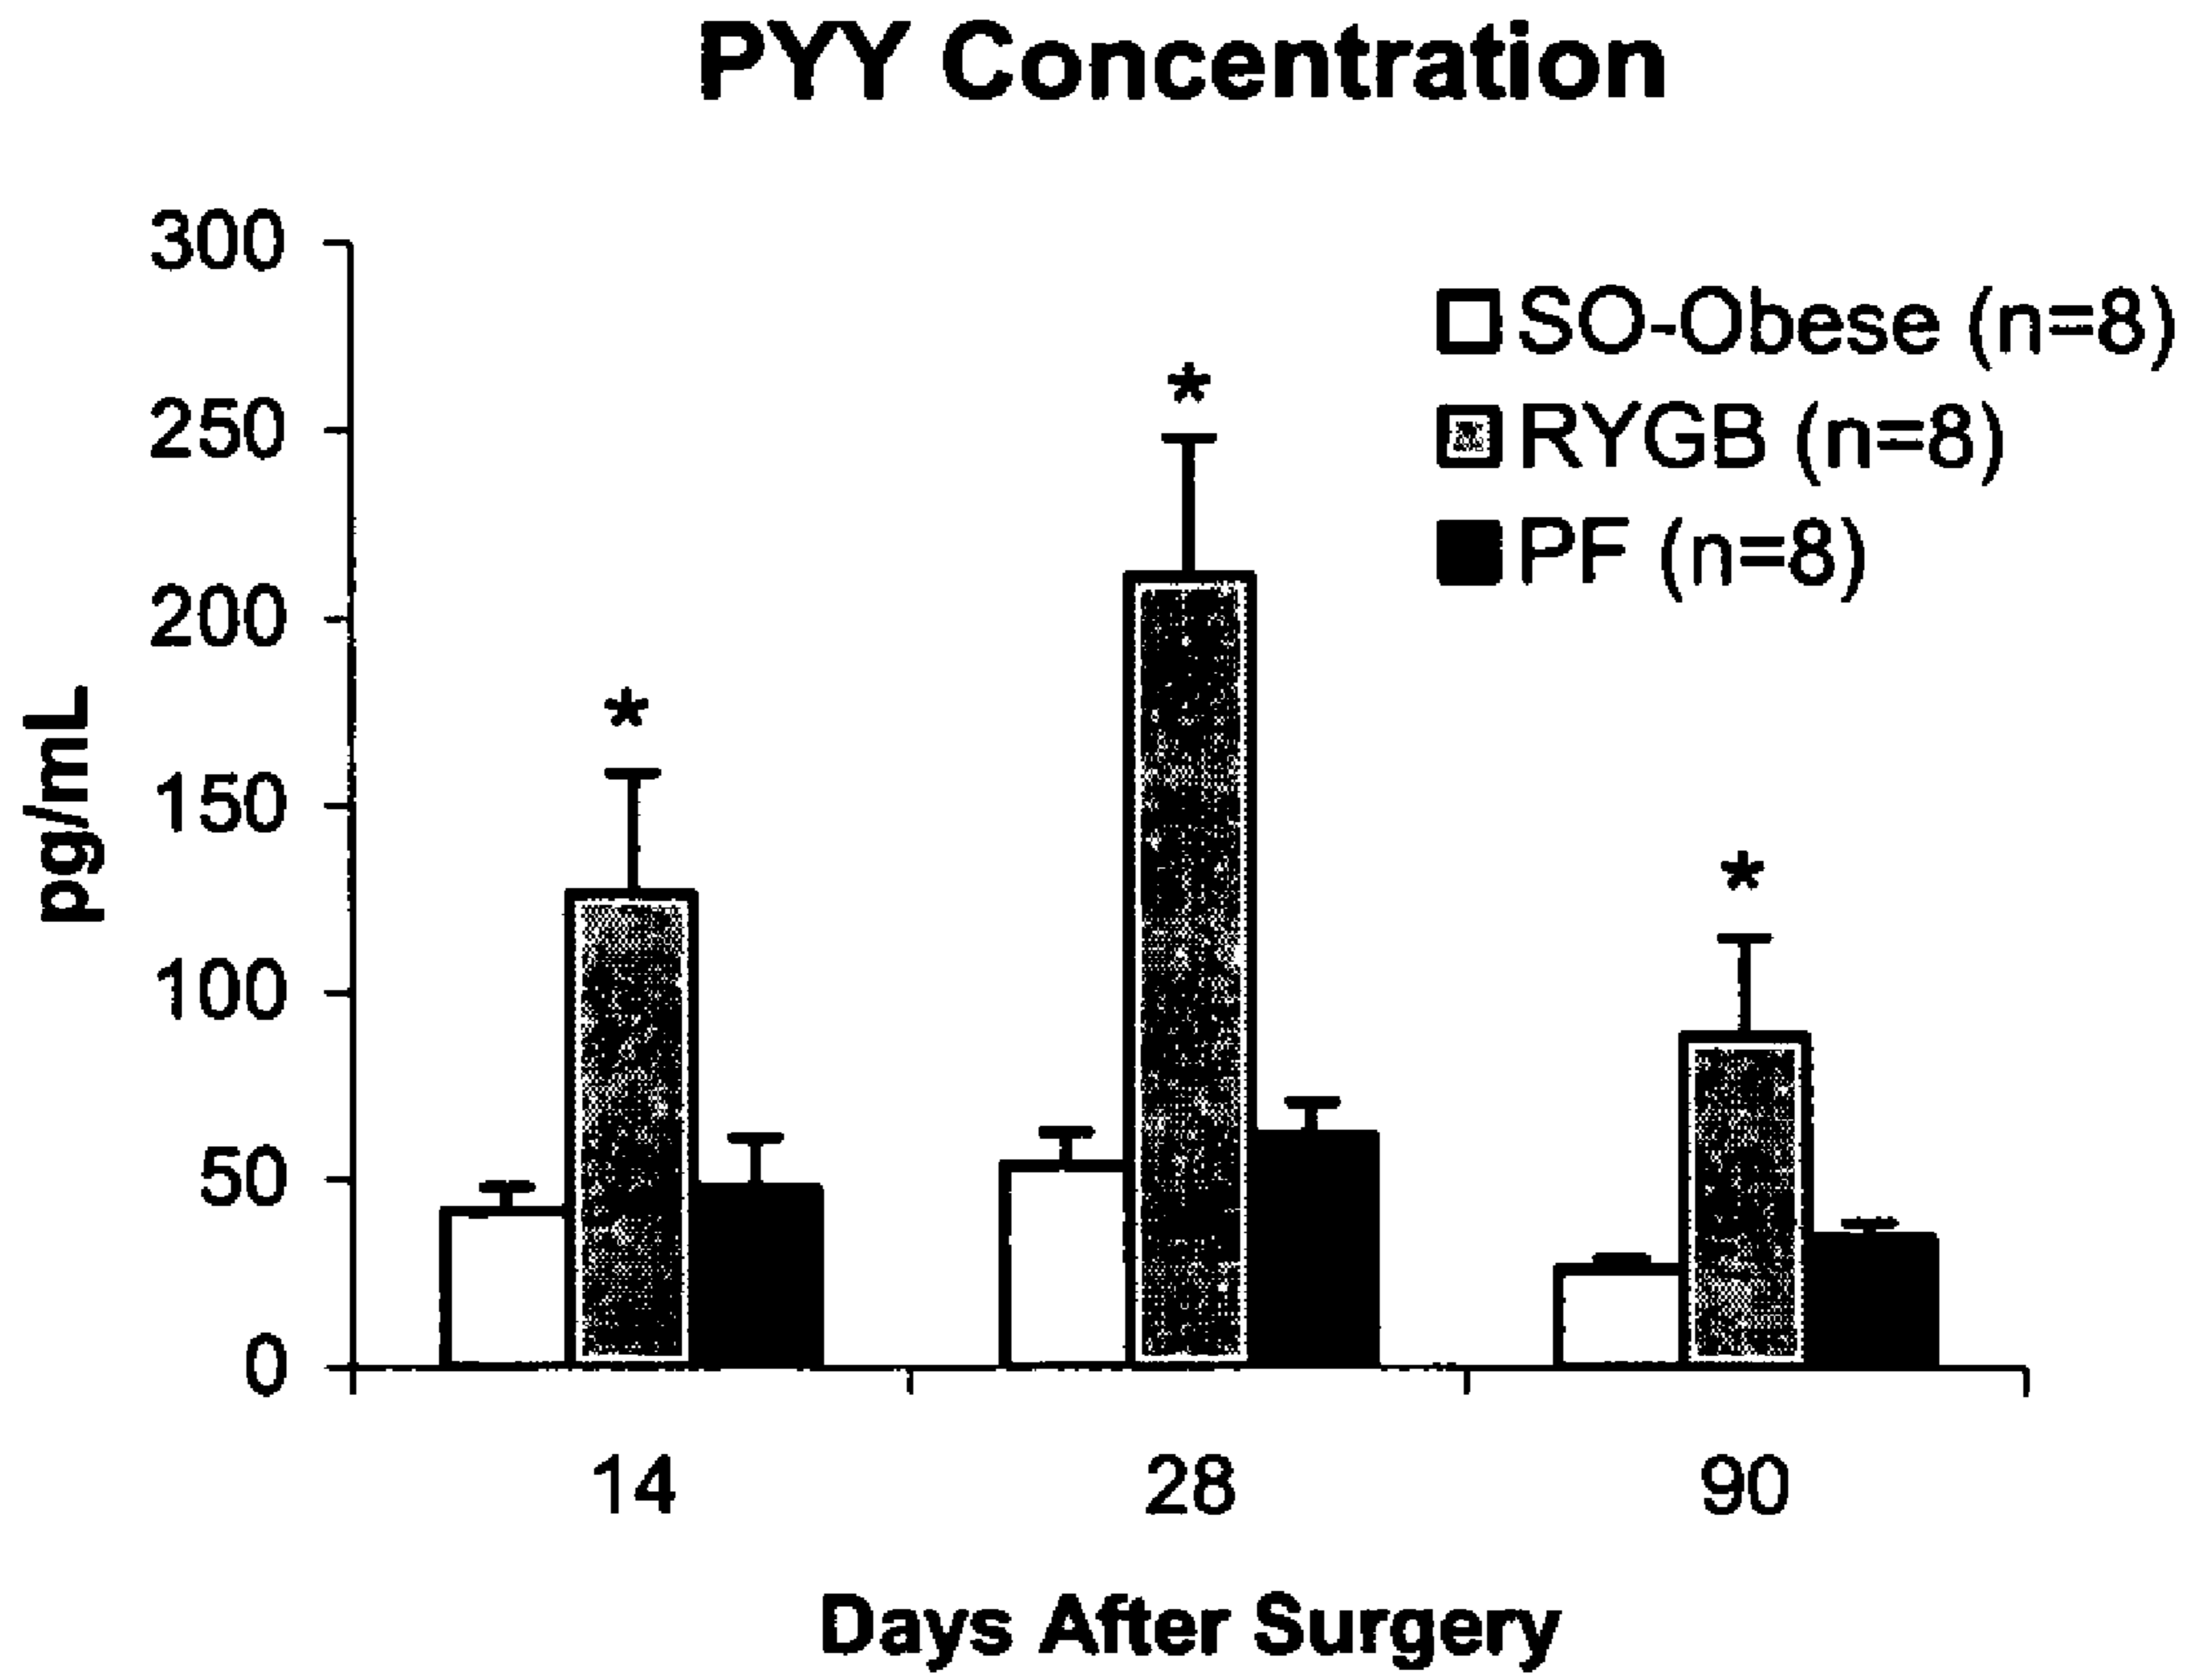 PYY Concentration
300
250
200
150
100
50
0
pg/mL
SO-Obese (n=8)
RYGB (n=8)
PF (n=8)
*
*
*
14
28
90
Days After Surgery